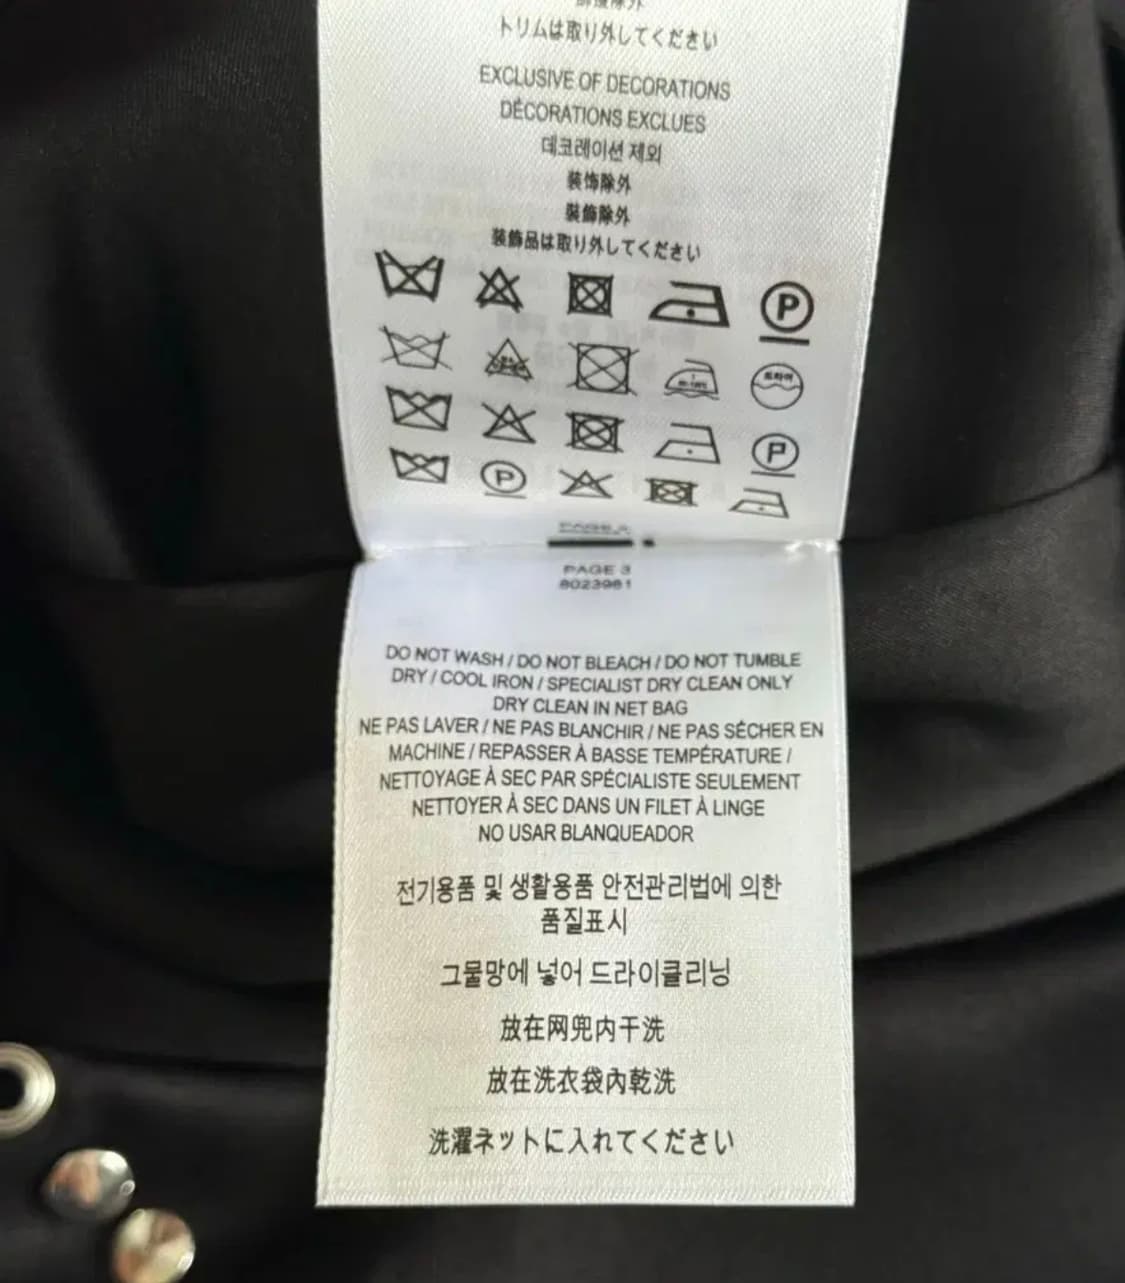 トリムは取り外してください
EXCLUSIVE OF DECORATIONS
DÉCORATIONS EXCLUES
데코레이션 제외
装饰除外
裝飾除外
装飾品は取り外してください
P
드라이
P
P
PAGE 3
8023981
DO NOT WASH / DO NOT BLEACH / DO NOT TUMBLE
DRY / COOL IRON / SPECIALIST DRY CLEAN ONLY
DRY CLEAN IN NET BAG
NE PAS LAVER / NE PAS BLANCHIR / NE PAS SÉCHER EN
MACHINE / REPASSER À BASSE TEMPÉRATURE /
NETTOYAGE À SEC PAR SPÉCIALISTE SEULEMENT
NETTOYER À SEC DANS UN FILET À LINGE
NO USAR BLANQUEADOR
전기용품 및 생활용품 안전관리법에 의한
품질표시
그물망에 넣어 드라이클리닝
放在网兜内干洗
放在洗衣袋內乾洗
洗濯ネットに入れてください